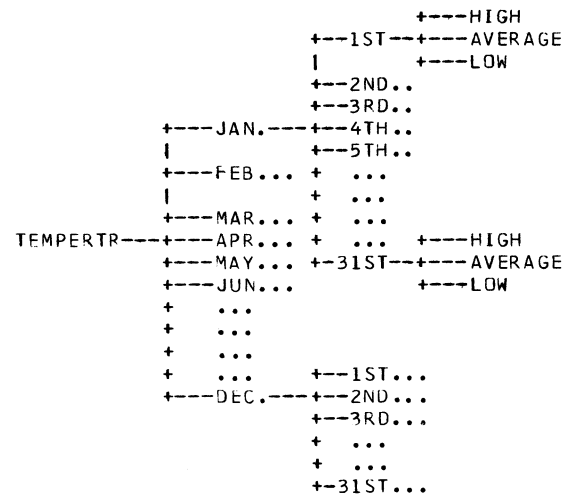 +---HIGH
                                     +--1ST--+---AVERAGE
                                     |            +---LOW
                                     +--2ND..
                                     +--3RD..
                  +---JAN.----+--4TH..
                  |                  +--5TH..
                  +---FEB...  +   ...
                  |                  +   ...
                  +---MAR...  +   ...
TEMPERTR---+---APR...  +   ...   +---HIGH
                  +---MAY...  +-31ST--+---AVERAGE
                  +---JUN...              +---LOW
                  +    ...
                  +    ...
                  +    ...
                  +    ...          +--1ST...
                  +---DEC.----+--2ND...
                                     +--3RD...
                                     +   ...
                                     +   ...
                                     +-31ST...